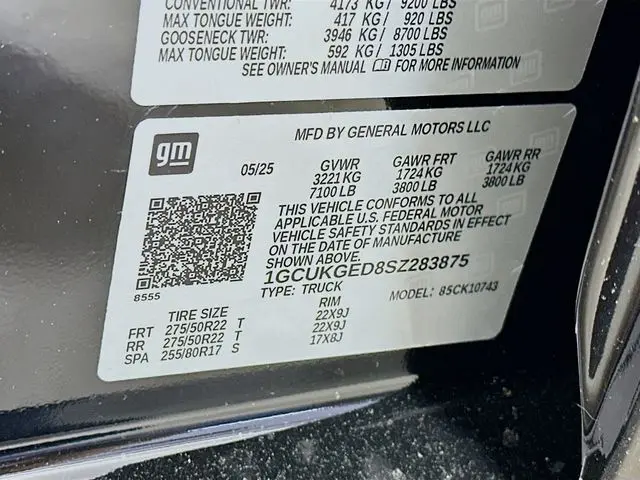 CONVENTIONAL TWR: 4173 KG / 9200 LBS
MAX TONGUE WEIGHT: 417 KG / 920 LBS
GOOSENECK TWR: 3946 KG / 8700 LBS
MAX TONGUE WEIGHT: 592 KG / 1305 LBS
SEE OWNER'S MANUAL FOR MORE INFORMATION
gm
MFD BY GENERAL MOTORS LLC
05/25 GVWR GAWR FRT GAWR RR
3221 KG 1724 KG 1724 KG
7100 LB 3800 LB 3800 LB
THIS VEHICLE CONFORMS TO ALL
APPLICABLE U.S. FEDERAL MOTOR
VEHICLE SAFETY STANDARDS IN EFFECT
ON THE DATE OF MANUFACTURE
SHOWN ABOVE.
1GCUKGED8SZ283875
8555
TYPE: TRUCK MODEL: 85CK10743
TIRE SIZE RIM
FRT 275/50R22 T 22X9J
RR 275/50R22 T 22X9J
SPA 255/80R17 S 17X8J